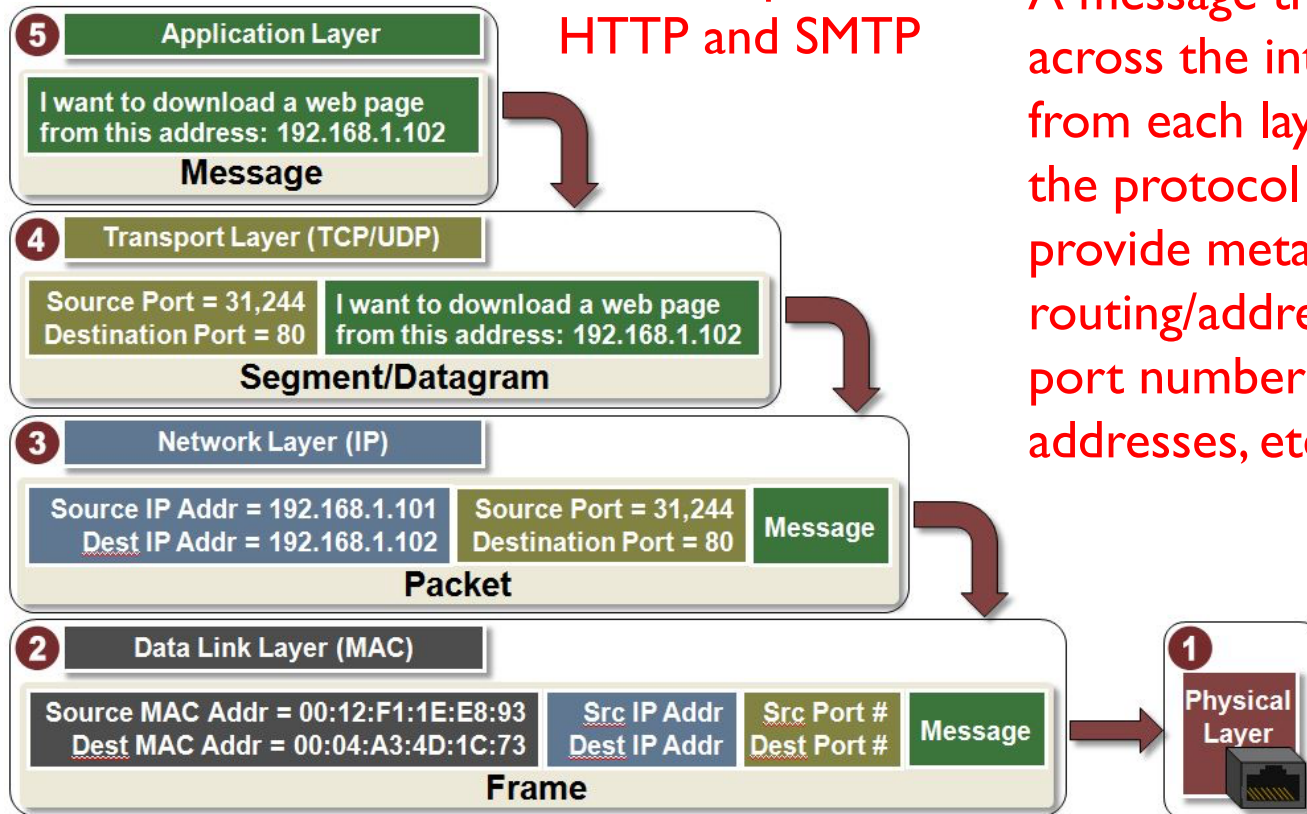 HTTP and SMTP
A message
across the
from each
the protocol
provide
port number
addresses,
5
Application Layer
I want to download a web page
from this address: 192.168.1.102
Message
4
Transport Layer (TCP/UDP)
Source Port = 31,244
Destination Port = 80
I want to download a web page
from this address: 192.168.1.102
Segment/Datagram
3
Network Layer (IP)
Source IP Addr = 192.168.1.101
Dest IP Addr = 192.168.1.102
Source Port = 31,244
Destination Port = 80
Message
Packet
2
Data Link Layer (MAC)
Source MAC Addr = 00:12:F1:1E:E8:93
Dest MAC Addr = 00:04:A3:4D:1C:73
Src IP Addr
Dest IP Addr
Src Port #
Dest Port #
Message
Frame
1
Physical
Layer